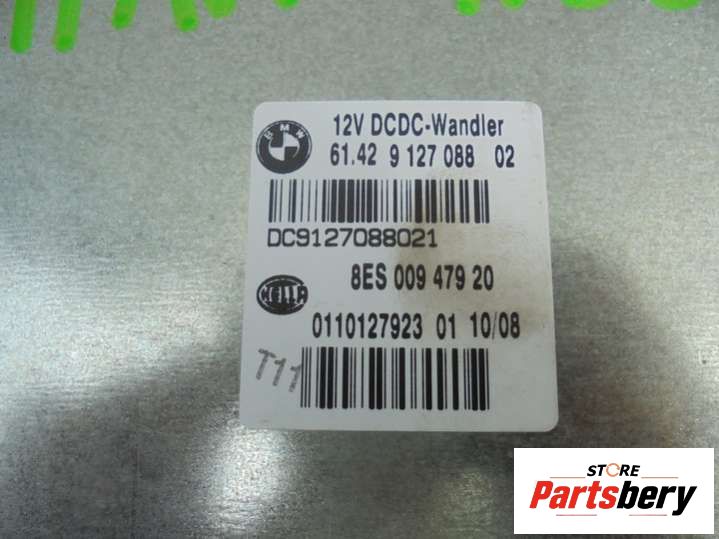 BMW
12V DCDC-Wandler
61.42 9 127 088 02
DC9127088021
8ES 009 479 20
HELLA
0110127923 01 10/08
T11
STORE
Partsbery